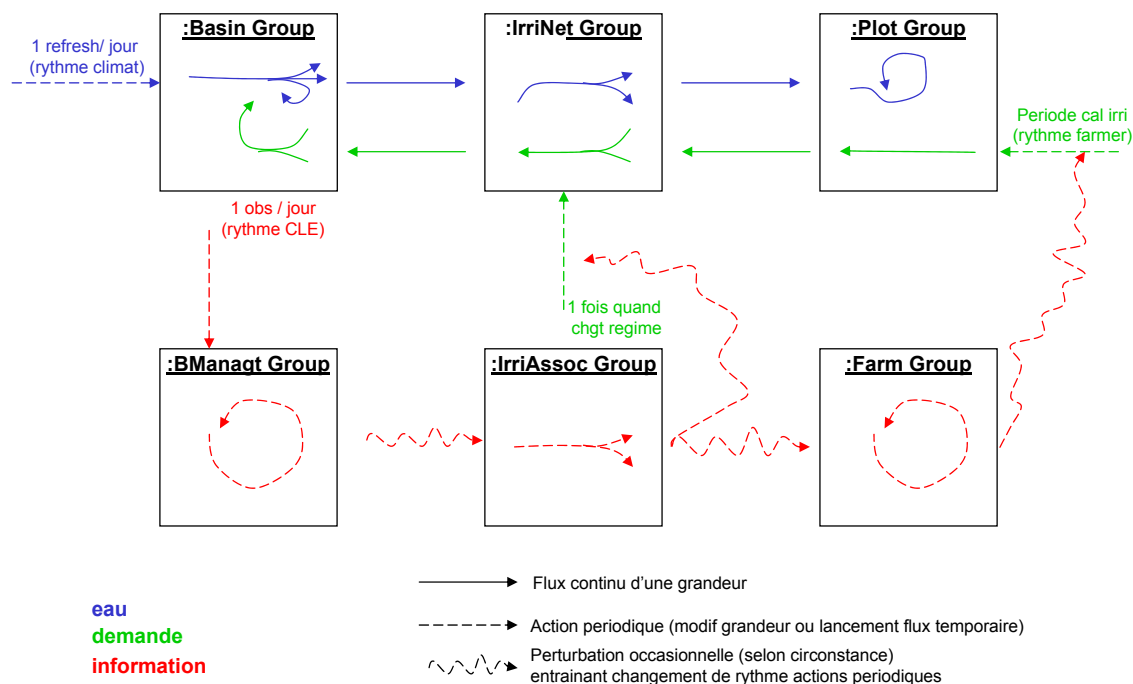 :Basin Group
:IrriNet Group
:Plot Group
1 refresh/ jour
(rythme climat)
Periode cal irri
(rythme farmer)
1 obs / jour
(rythme CLE)
1 fois quand
chgt regime
:BManagt Group
:IrriAssoc Group
:Farm Group
Flux continu d’une grandeur
eau
demande
information
Action periodique (modif grandeur ou lancement flux temporaire)
Perturbation occasionnelle (selon circonstance)
entrainant changement de rythme actions periodiques